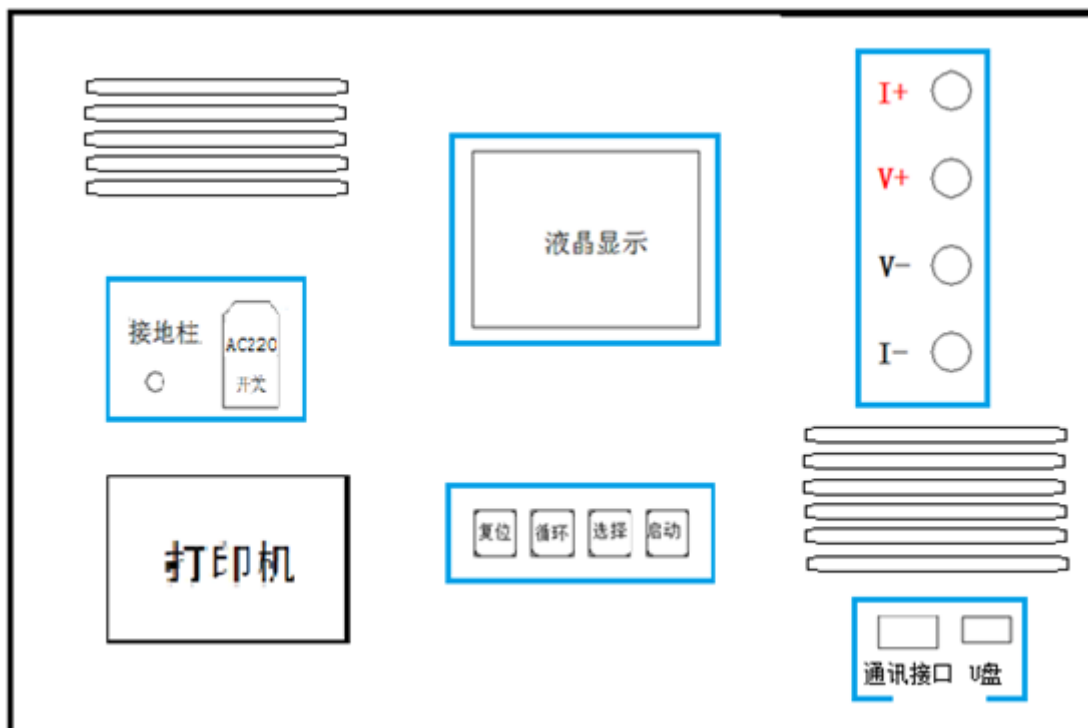 I+
V+
V-
I-
液晶显示
接地柱
AC220
开关
打印机
复位 循环 选择 启动
通讯接口 U盘